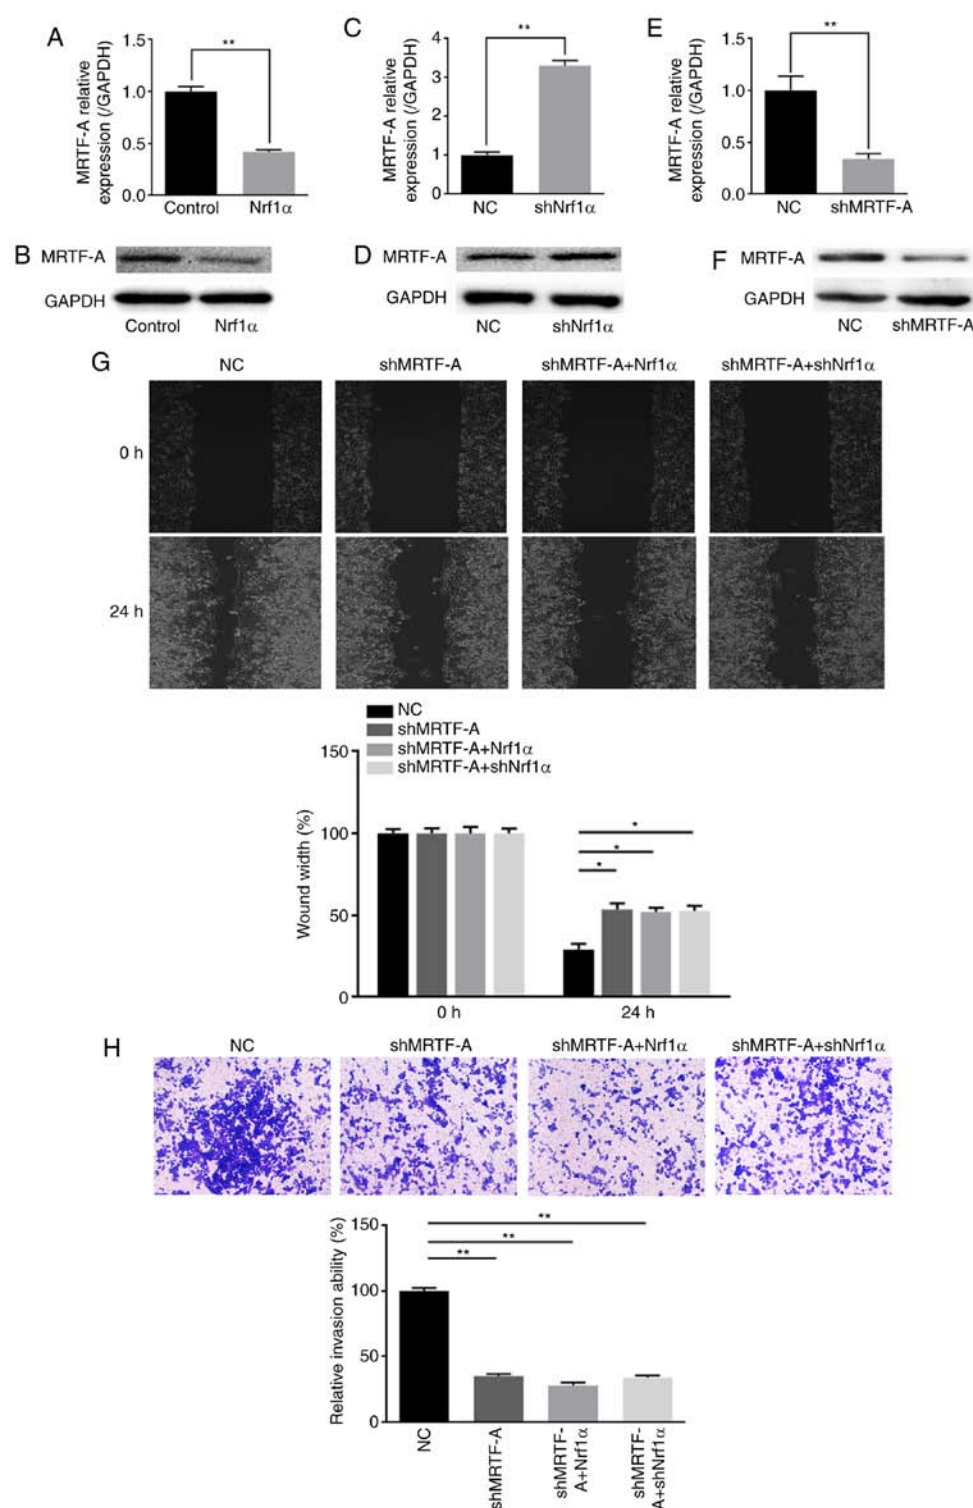 A
MRTF-A relative
expression (/GAPDH)
1.5
1.0
0.5
0.0
**
Control
Nrf1α
C
MRTF-A relative
expression (/GAPDH)
4
3
2
1
0
**
NC
shNrf1α
E
MRTF-A relative
expression (/GAPDH)
1.5
1.0
0.5
0.0
**
NC
shMRTF-A
B
MRTF-A
GAPDH
Control
Nrf1α
D
MRTF-A
GAPDH
NC
shNrf1α
F
MRTF-A
GAPDH
NC
shMRTF-A
G
NC
shMRTF-A
shMRTF-A+Nrf1α
shMRTF-A+shNrf1α
0 h
24 h
NC
shMRTF-A
shMRTF-A+Nrf1α
shMRTF-A+shNrf1α
Wound width (%)
150
100
50
0
*
*
*
0 h
24 h
H
NC
shMRTF-A
shMRTF-A+Nrf1α
shMRTF-A+shNrf1α
Relative invasion ability (%)
150
100
50
0
**
**
**
NC
shMRTF-A
shMRTF-
A+Nrf1α
shMRTF-
A+shNrf1α